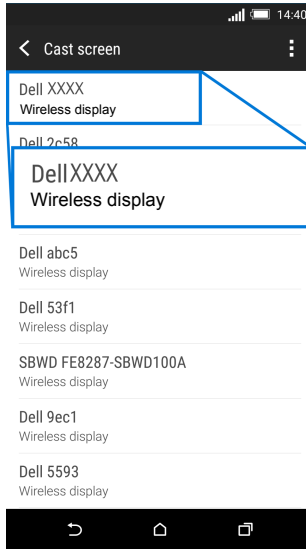 14:40
Cast screen
Dell XXXX
Wireless display
Dell 2c58
Dell XXXX
Wireless display
Dell abc5
Wireless display
Dell 53f1
Wireless display
SBWD FE8287-SBWD100A
Wireless display
Dell 9ec1
Wireless display
Dell 5593
Wireless display